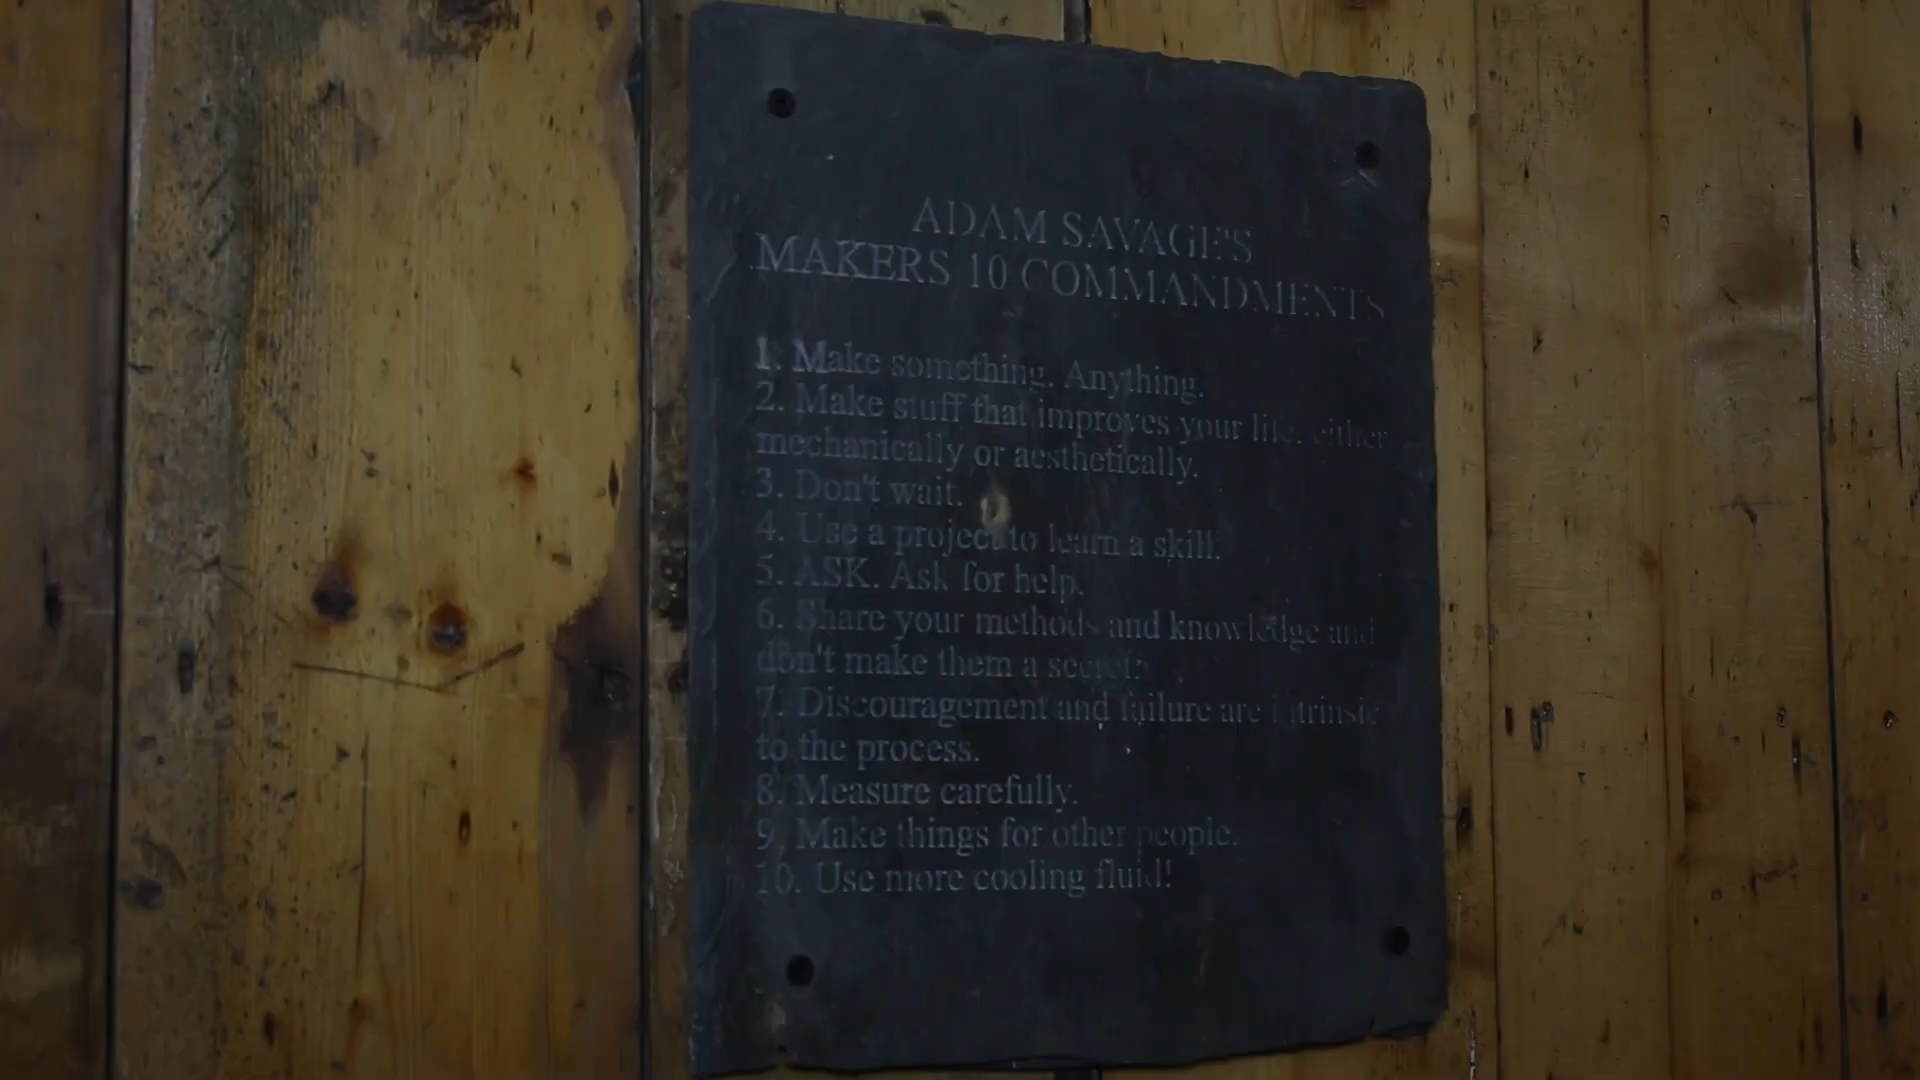 ADAM SAVAGE'S
MAKERS 10 COMMANDMENTS
1. Make something. Anything.
2. Make stuff that improves your life, either
mechanically or aesthetically.
3. Don't wait.
4. Use a project to learn a skill.
5. ASK. Ask for help.
6. Share your methods and knowledge and
don't make them a secret.
7. Discouragement and failure are intrinsic
to the process.
8. Measure carefully.
9. Make things for other people.
10. Use more cooling fluid!